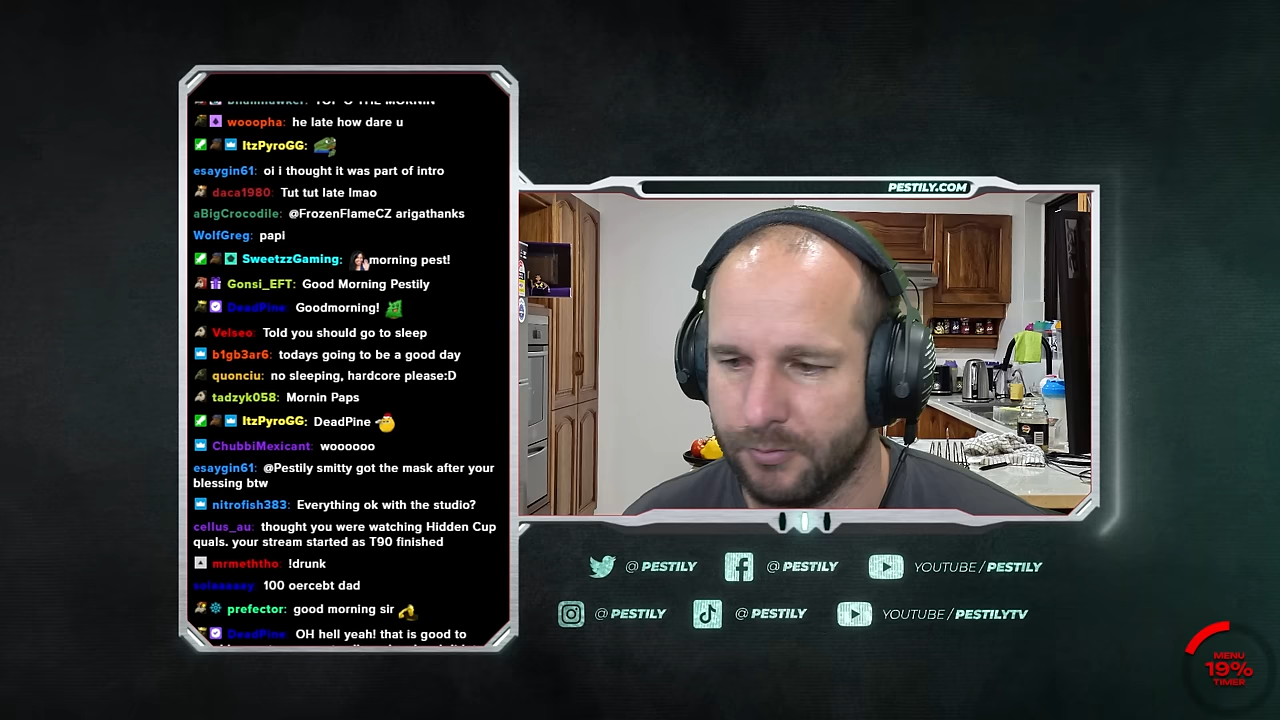 TOP O THE MORNIN
wooopha: he late how dare u
ItzPyroGG:
esaygin61: oi i thought it was part of intro
daca1980: Tut tut late lmao
aBigCrocodile: @FrozenFlameCZ arigathanks
WolfGreg: papi
SweetzzGaming: morning pest!
Gonsi_EFT: Good Morning Pestily
DeadPine: Goodmorning!
Velseo: Told you should go to sleep
b1gb3ar6: todays going to be a good day
quonciu: no sleeping, hardcore please:D
tadzyk058: Mornin Paps
ItzPyroGG: DeadPine
ChubbiMexicant: woooooo
esaygin61: @Pestily smitty got the mask after your
blessing btw
nitrofish383: Everything ok with the studio?
cellus_au: thought you were watching Hidden Cup
quals. your stream started as T90 finished
mrmeththo: !drunk
100 oercebt dad
prefector: good morning sir
DeadPine: OH hell yeah! that is good to
PESTILY.COM
@PESTILY
@PESTILY
YOUTUBE/PESTILY
@PESTILY
@PESTILY
YOUTUBE/PESTILYTV
MENU
19%
TIMER